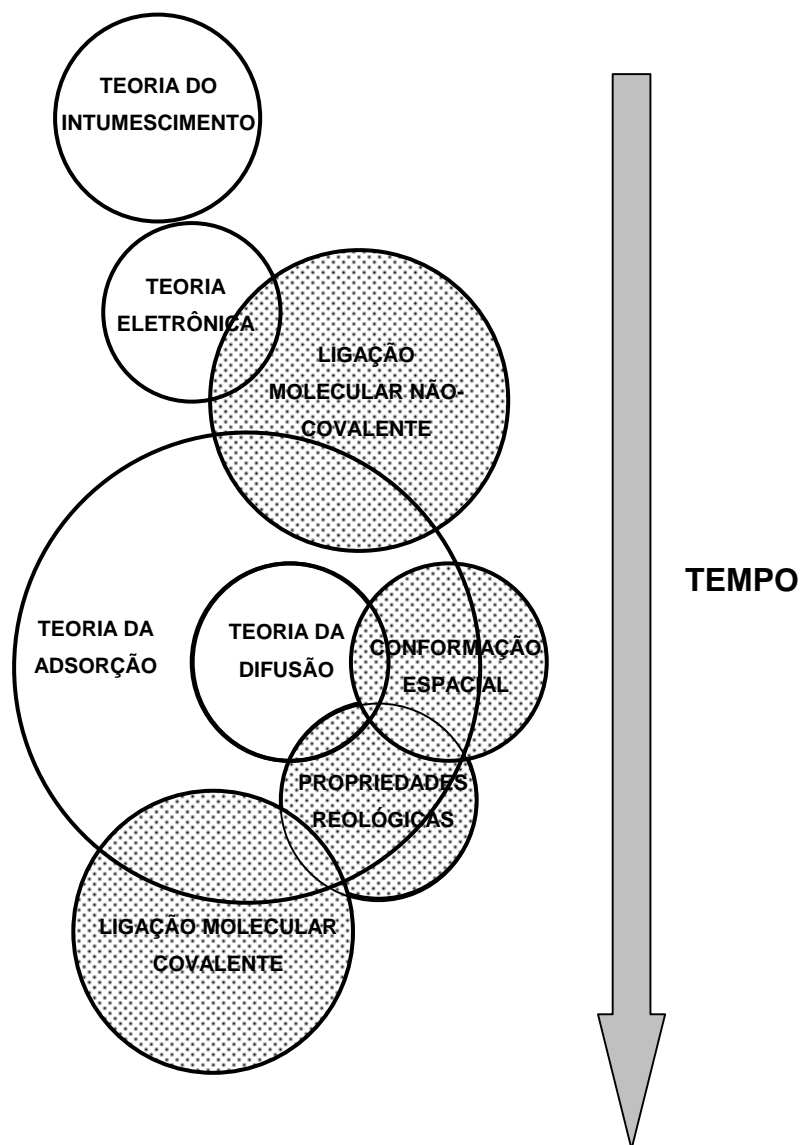 TEORIA DO
INTUMESCIMENTO
TEORIA
ELETRÔNICA
LIGAÇÃO
MOLECULAR NÃO-
COVALENTE
TEMPO
TEORIA DA
ADSORÇÃO
TEORIA DA
DIFUSÃO
CONFORMAÇÃO
ESPACIAL
PROPRIEDADES
REOLÓGICAS
LIGAÇÃO MOLECULAR
COVALENTE